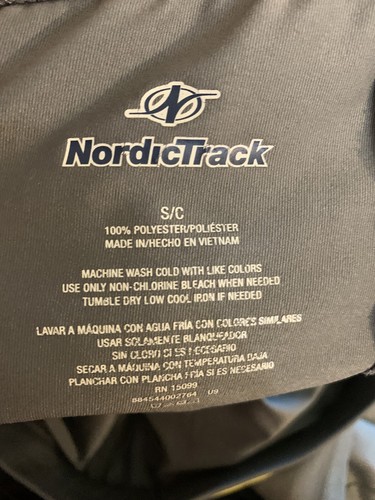 NordicTrack
S/C
100% POLYESTER/POLIÉSTER
MADE IN/HECHO EN VIETNAM
MACHINE WASH COLD WITH LIKE COLORS
USE ONLY NON-CHLORINE BLEACH WHEN NEEDED
TUMBLE DRY LOW COOL IRON IF NEEDED
LAVAR A MÁQUINA CON AGUA FRÍA CON COLORES SIMILARES
USAR SOLAMENTE BLANQUEADOR
SIN CLORO SI ES NECESARIO
SECAR A MÁQUINA CON TEMPERATURA BAJA
PLANCHAR CON PLANCHA FRÍA SI ES NECESARIO
RN 15099
884544002764 U9